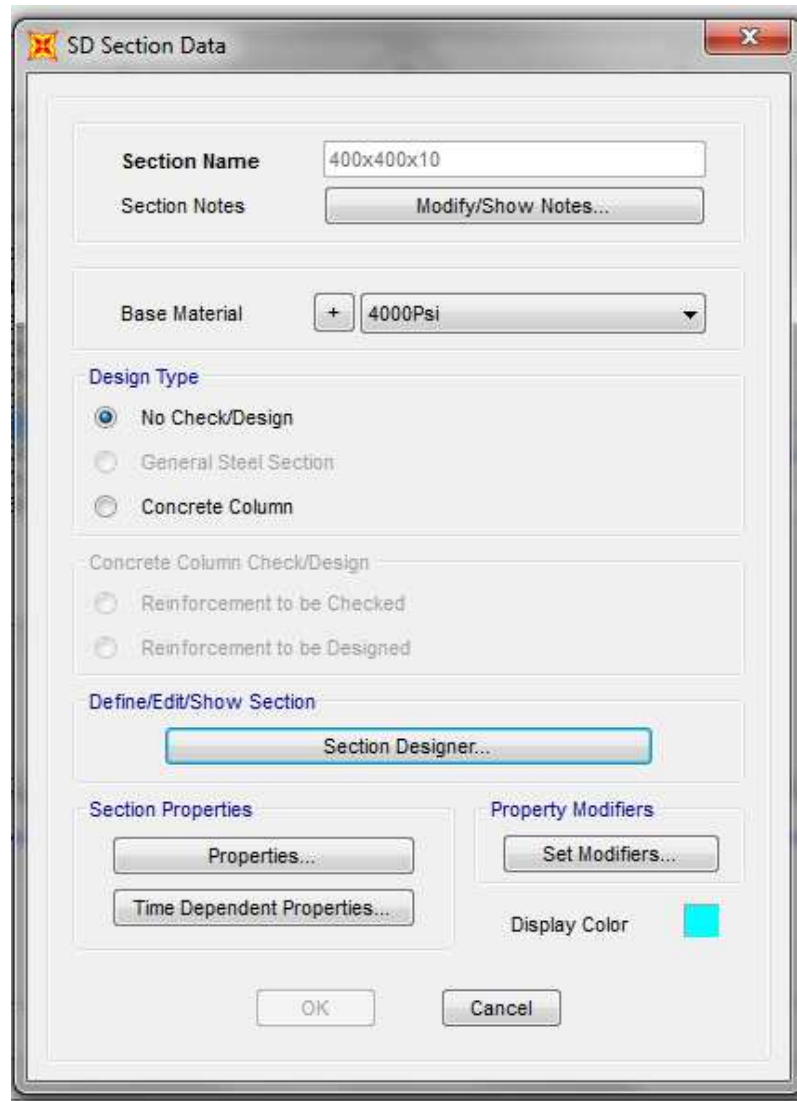 SD Section Data
Section Name 400x400x10
Section Notes Modify/Show Notes...
Base Material + 4000Psi
Design Type
No Check/Design
General Steel Section
Concrete Column
Concrete Column Check/Design
Reinforcement to be Checked
Reinforcement to be Designed
Define/Edit/Show Section
Section Designer...
Section Properties Property Modifiers
Properties... Set Modifiers...
Time Dependent Properties...
Display Color
OK Cancel